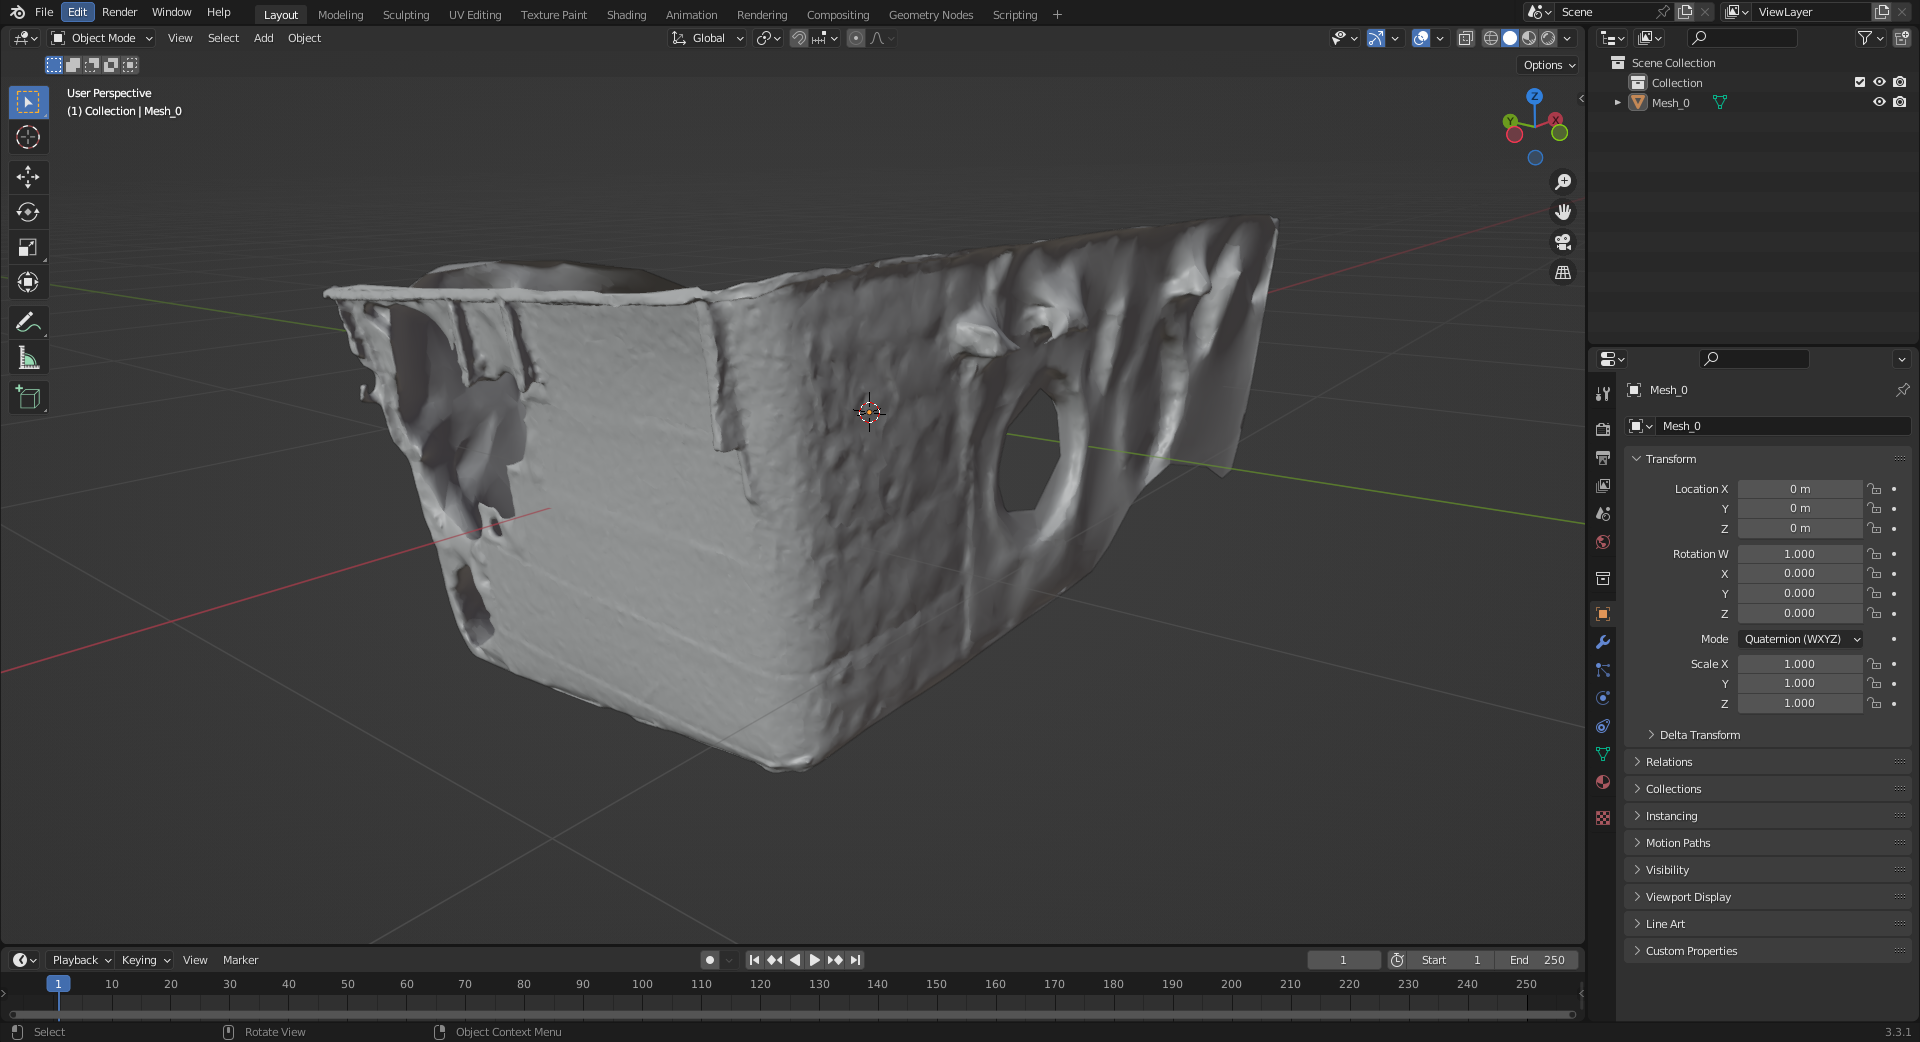 File Edit Render Window Help Layout Modeling Sculpting UV Editing Texture Paint Shading Animation Rendering Compositing Geometry Nodes Scripting + Scene ViewLayer
Object Mode View Select Add Object Global
Options
User Perspective
(1) Collection | Mesh_0
Z
Y
X
Scene Collection
Collection
Mesh_0
Mesh_0
Mesh_0
Transform
Location X 0 m
Y 0 m
Z 0 m
Rotation W 1.000
X 0.000
Y 0.000
Z 0.000
Mode Quaternion (WXYZ)
Scale X 1.000
Y 1.000
Z 1.000
Delta Transform
Relations
Collections
Instancing
Motion Paths
Visibility
Viewport Display
Line Art
Custom Properties
Playback Keying View Marker 1 Start 1 End 250
1 10 20 30 40 50 60 70 80 90 100 110 120 130 140 150 160 170 180 190 200 210 220 230 240 250
Select Rotate View Object Context Menu 3.3.1